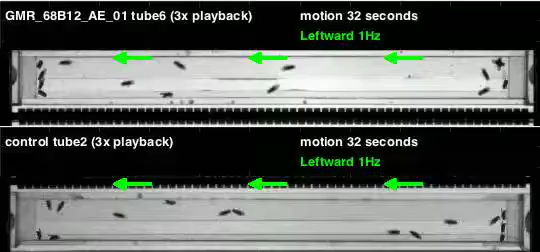 GMR_68B12_AE_01 tube6 (3x playback) motion 32 seconds
Leftward 1Hz
control tube2 (3x playback) motion 32 seconds
Leftward 1Hz